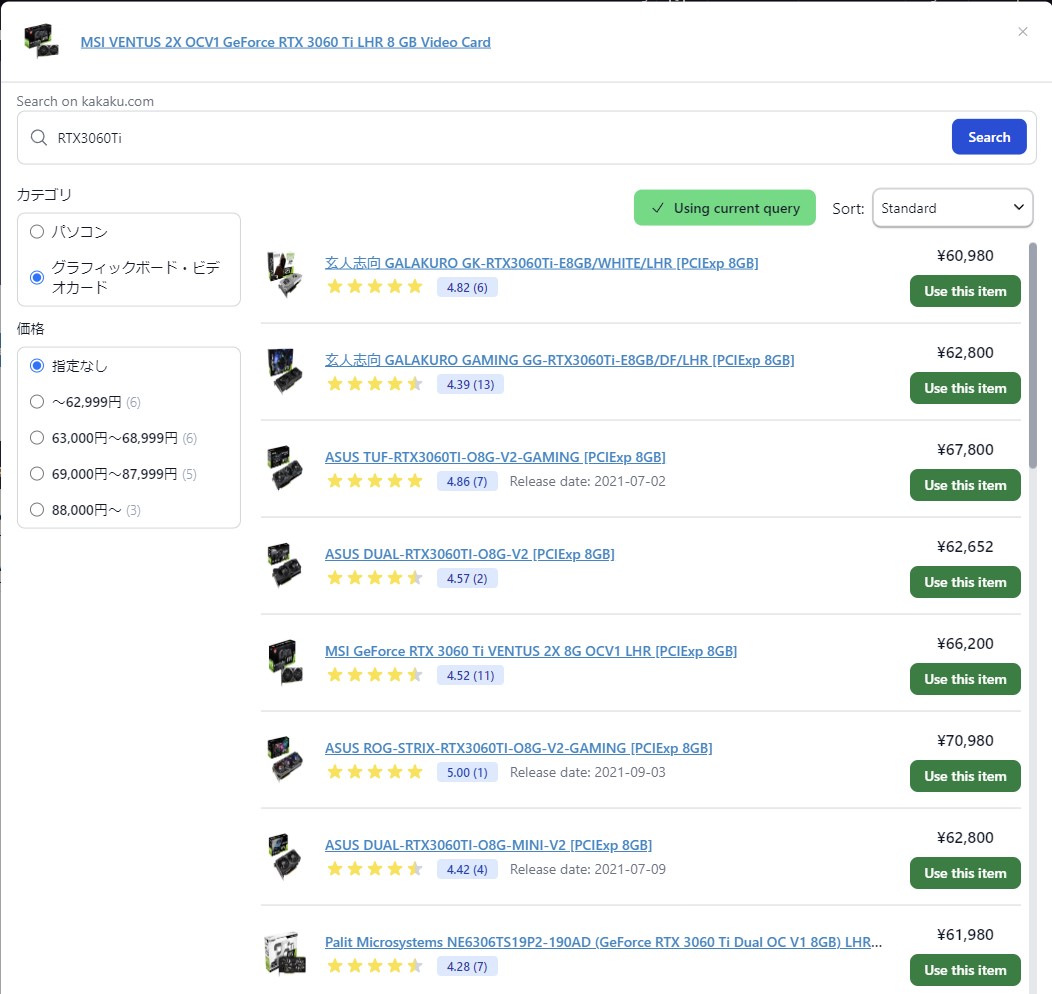 MSI VENTUS 2X OCV1 GeForce RTX 3060 Ti LHR 8 GB Video Card
Search on kakaku.com
RTX3060Ti
Search
カテゴリ
パソコン
グラフィックボード・ビデ
オカード
価格
指定なし
～62,999円 (6)
63,000円～68,999円 (6)
69,000円～87,999円 (5)
88,000円～ (3)
Using current query
Sort:
Standard
玄人志向 GALAKURO GK-RTX3060Ti-E8GB/WHITE/LHR [PCIExp 8GB]
4.82 (6)
¥60,980
Use this item
玄人志向 GALAKURO GAMING GG-RTX3060Ti-E8GB/DF/LHR [PCIExp 8GB]
4.39 (13)
¥62,800
Use this item
ASUS TUF-RTX3060TI-O8G-V2-GAMING [PCIExp 8GB]
4.86 (7) Release date: 2021-07-02
¥67,800
Use this item
ASUS DUAL-RTX3060TI-O8G-V2 [PCIExp 8GB]
4.57 (2)
¥62,652
Use this item
MSI GeForce RTX 3060 Ti VENTUS 2X 8G OCV1 LHR [PCIExp 8GB]
4.52 (11)
¥66,200
Use this item
ASUS ROG-STRIX-RTX3060TI-O8G-V2-GAMING [PCIExp 8GB]
5.00 (1) Release date: 2021-09-03
¥70,980
Use this item
ASUS DUAL-RTX3060TI-O8G-MINI-V2 [PCIExp 8GB]
4.42 (4) Release date: 2021-07-09
¥62,800
Use this item
Palit Microsystems NE6306TS19P2-190AD (GeForce RTX 3060 Ti Dual OC V1 8GB) LHR...
4.28 (7)
¥61,980
Use this item